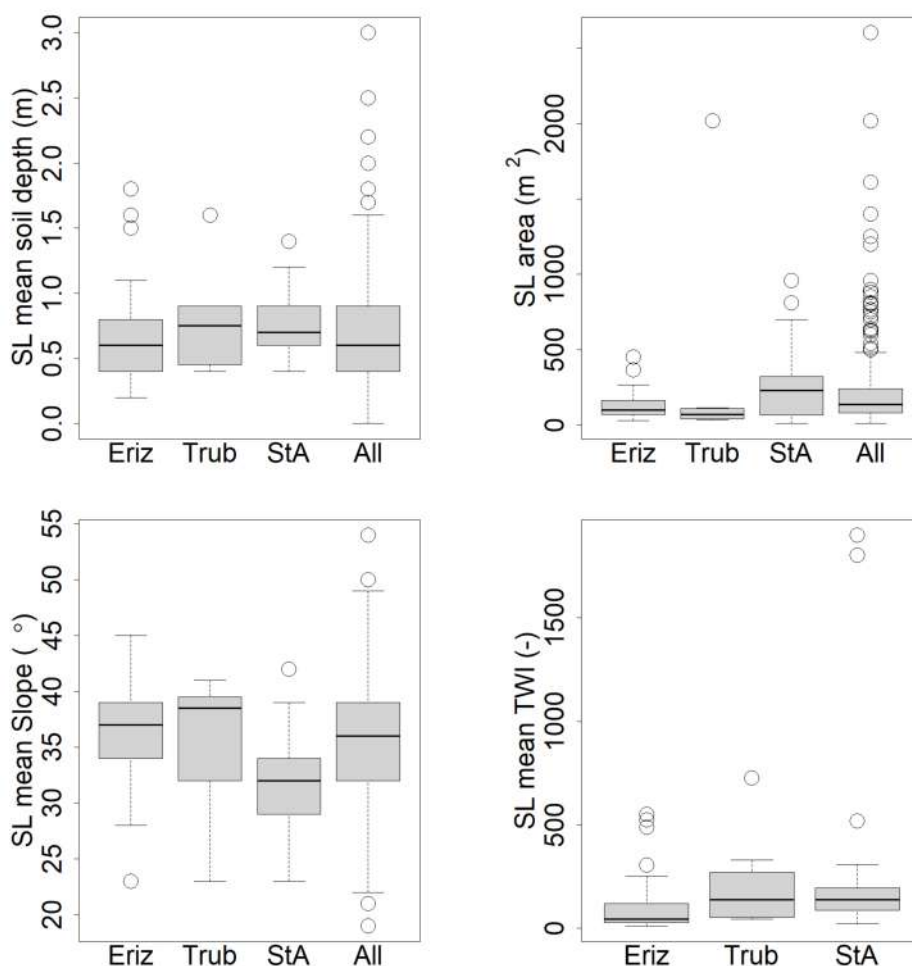 SL mean soil depth (m)
3.0
2.5
2.0
1.5
1.0
0.5
0.0
Eriz Trub StA All
SL area (m 2)
2000
1000
500
0
Eriz Trub StA All
SL mean Slope ( °)
55
50
45
40
35
30
25
20
Eriz Trub StA All
SL mean TWI (-)
1500
1000
500
0
Eriz Trub StA